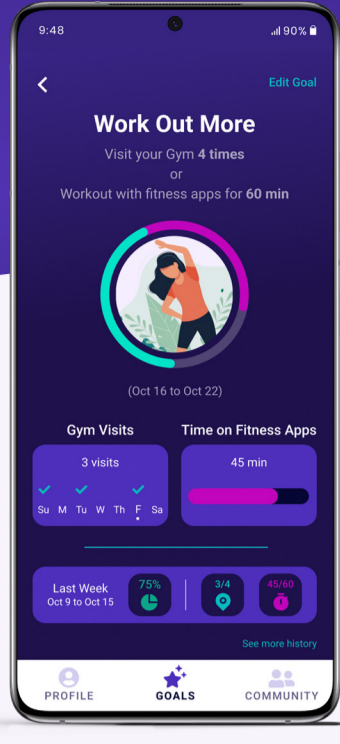 9:48
90%
Edit Goal
Work Out More
Visit your Gym 4 times
or
Workout with fitness apps for 60 min
(Oct 16 to Oct 22)
Gym Visits
Time on Fitness Apps
3 visits
45 min
Su M Tu W Th F Sa
Last Week
Oct 9 to Oct 15
75%
3/4
45/60
See more history
PROFILE
GOALS
COMMUNITY